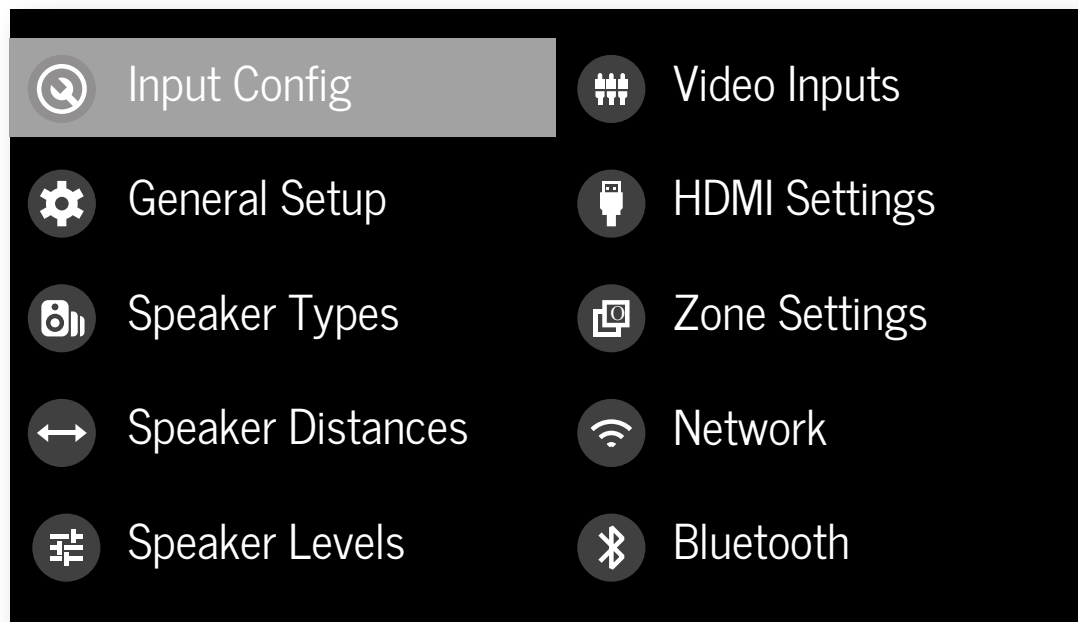 Input Config
General Setup
Speaker Types
Speaker Distances
Speaker Levels
Video Inputs
HDMI Settings
Zone Settings
Network
Bluetooth